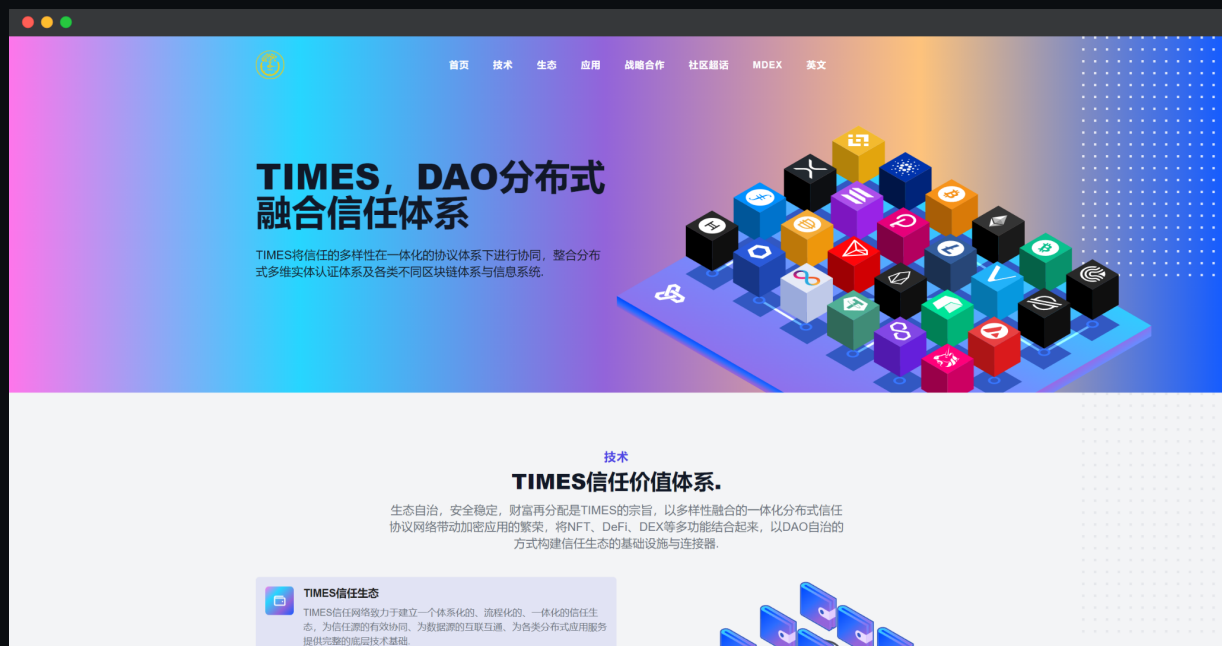 首页 技术 生态 应用 战略合作 社区超话 MDEX 英文
TIMES，DAO分布式
融合信任体系
TIMES将信任的多样性在一体化的协议体系下进行协同，整合分布
式多维实体认证体系及各类不同区块链体系与信息系统.
技术
TIMES信任价值体系.
生态自治，安全稳定，财富再分配是TIMES的宗旨，以多样性融合的一体化分布式信任
协议网络带动加密应用的繁荣，将NFT、DeFi、DEX等多功能结合起来，以DAO自治的
方式构建信任生态的基础设施与连接器.
TIMES信任生态
TIMES信任网络致力于建立一个体系化的、流程化的、一体化的信任生
态，为信任源的有效协同、为数据源的互联互通、为各类分布式应用服务
提供完整的底层技术基础.